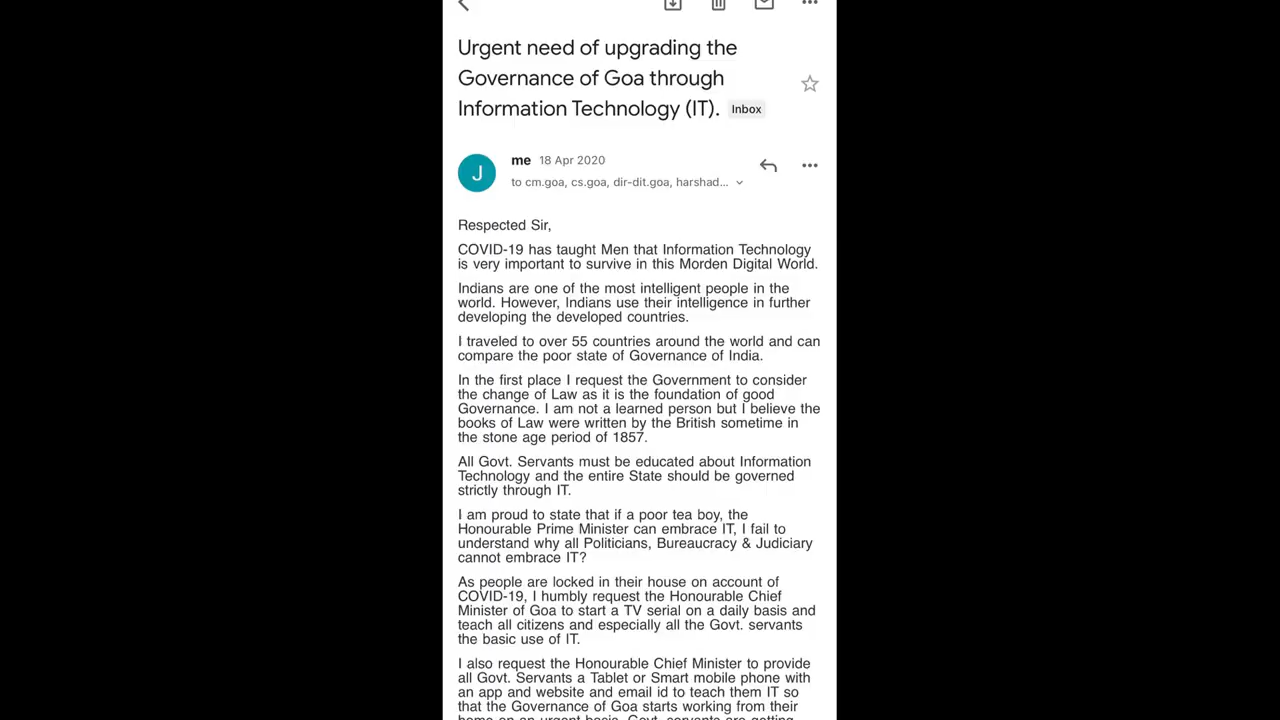 Urgent need of upgrading the
Governance of Goa through
Information Technology (IT). Inbox
J
me 18 Apr 2020
to cm.goa, cs.goa, dir-dit.goa, harshad...
Respected Sir,
COVID-19 has taught Men that Information Technology
is very important to survive in this Morden Digital World.
Indians are one of the most intelligent people in the
world. However, Indians use their intelligence in further
developing the developed countries.
I traveled to over 55 countries around the world and can
compare the poor state of Governance of India.
In the first place I request the Government to consider
the change of Law as it is the foundation of good
Governance. I am not a learned person but I believe the
books of Law were written by the British sometime in
the stone age period of 1857.
All Govt. Servants must be educated about Information
Technology and the entire State should be governed
strictly through IT.
I am proud to state that if a poor tea boy, the
Honourable Prime Minister can embrace IT, I fail to
understand why all Politicians, Bureaucracy & Judiciary
cannot embrace IT?
As people are locked in their house on account of
COVID-19, I humbly request the Honourable Chief
Minister of Goa to start a TV serial on a daily basis and
teach all citizens and especially all the Govt. servants
the basic use of IT.
I also request the Honourable Chief Minister to provide
all Govt. Servants a Tablet or Smart mobile phone with
an app and website and email id to teach them IT so
that the Governance of Goa starts working from their
home on an urgent basis. Govt. servants are getting